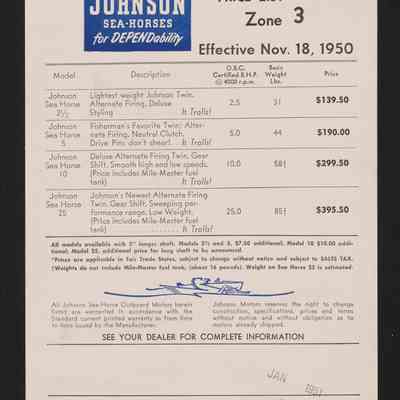 JOHNSON
SEA-HORSES
for DEPENDability
PRICE LIST
Zone 3
Effective Nov. 18, 1950
Model Description O.B.C. Certified B.H.P. @ 4000 r.p.m. Basic Weight Lbs. Price
Johnson Lightest weight Johnson Twin,
Sea Horse Alternate Firing, Deluxe 2.5 31 $139.50
2½ Styling It Trolls!
Johnson Fisherman's Favorite Twin; Alter-
Sea Horse nate Firing, Neutral Clutch, 5.0 44 $190.00
5 Drive Pins don't shear!.. It Trolls!
Johnson Deluxe Alternate Firing Twin, Gear
Sea Horse Shift, Smooth high and low speeds, 10.0 58‡ $299.50
10 (Price includes Mile-Master fuel
tank) It Trolls!
Johnson Johnson's Newest Alternate Firing
Sea Horse Twin, Gear Shift, Sweeping per-
25 formance range, Low Weight, 25.0 85‡ $395.50
(Price includes Mile-Master fuel
tank) ........ It Trolls!
All models available with 5" longer shaft. Models 2½ and 5, $7.50 additional, Model 10 $10.00 addi-
tional, Model 25, additional price for long shaft to be announced.
*Prices are applicable in Fair Trade States, subject to change without notice and subject to SALES TAX.
‡Weights do not include Mile-Master fuel tank, (about 16 pounds). Weight on Sea Horse 25 is estimated.
All Johnson Sea-Horse Outboard Motors herein
listed are warranted in accordance with the
Standard current printed warranty as from time
to time issued by the Manufacturer.
Johnson Motors reserves the right to change
construction, specifications, prices and terms
without notice and without obligation as to
motors already or hereafter shipped.
SEE YOUR DEALER FOR COMPLETE INFORMATION
JAN 1951